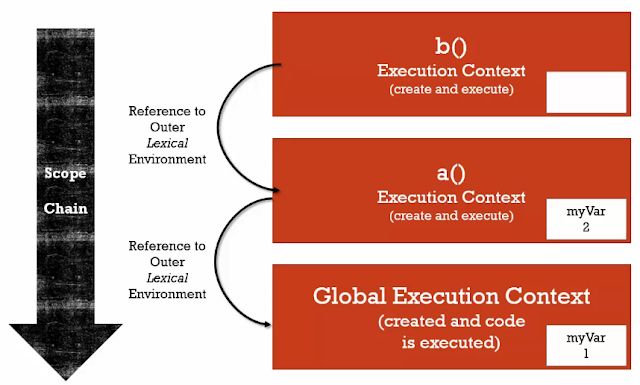 b()
Execution Context
(create and execute)
Reference to
Outer
Lexical
Environment
Scope
Chain
a()
Execution Context
(create and execute)
myVar
2
Reference to
Outer
Lexical
Environment
Global Execution Context
(created and code
is executed)
myVar
1